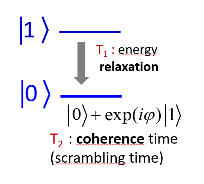 |1⟩
T₁ : energy
relaxation
|0⟩
|0⟩+exp(iφ)|1⟩
T₂ : coherence time
(scrambling time)